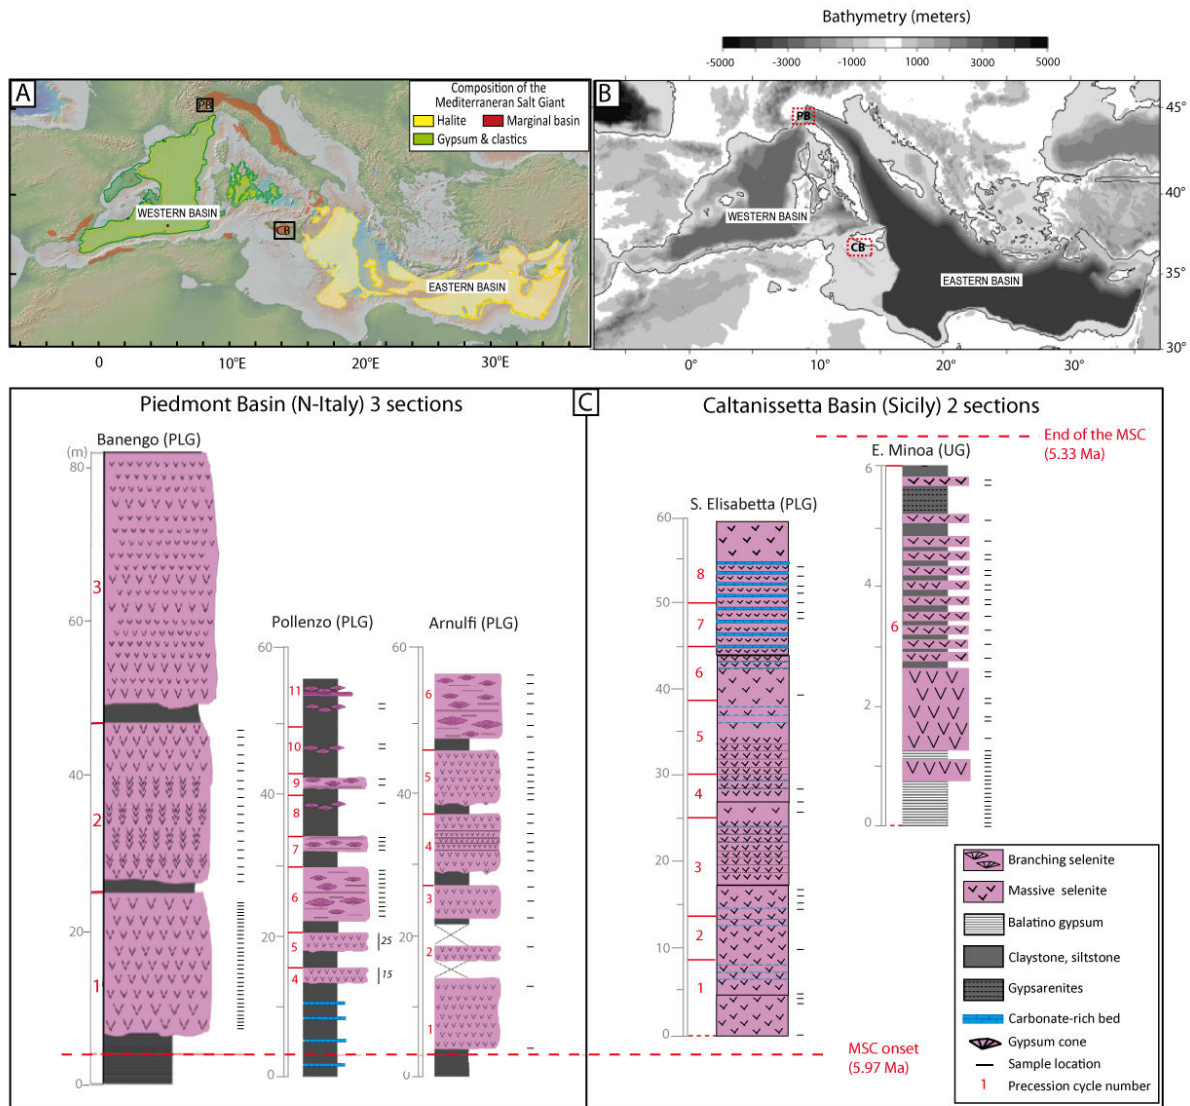 Bathymetry (meters)
-5000 -3000 -1000 1000 3000 5000
A
Composition of the
Mediterranean Salt Giant
Halite Marginal basin
Gypsum & clastics
PB
WESTERN BASIN
CB
EASTERN BASIN
0 10°E 20°E 30°E
B
PB
WESTERN BASIN
CB
EASTERN BASIN
45°
40°
35°
30°
0° 10° 20° 30°
C
Piedmont Basin (N-Italy) 3 sections
Banengo (PLG)
(m)
80
60
40
20
0
3
2
1
Pollenzo (PLG)
60
40
20
0
11
10
9
8
7
6
5
4
25
15
Arnulfi (PLG)
60
40
20
0
6
5
4
3
2
1
Caltanissetta Basin (Sicily) 2 sections
End of the MSC
(5.33 Ma)
S. Elisabetta (PLG)
60
50
40
30
20
10
0
8
7
6
5
4
3
2
1
E. Minoa (UG)
6
4
2
0
6
MSC onset
(5.97 Ma)
Branching selenite
Massive selenite
Balatino gypsum
Claystone, siltstone
Gypsarenites
Carbonate-rich bed
Gypsum cone
Sample location
1 Precession cycle number